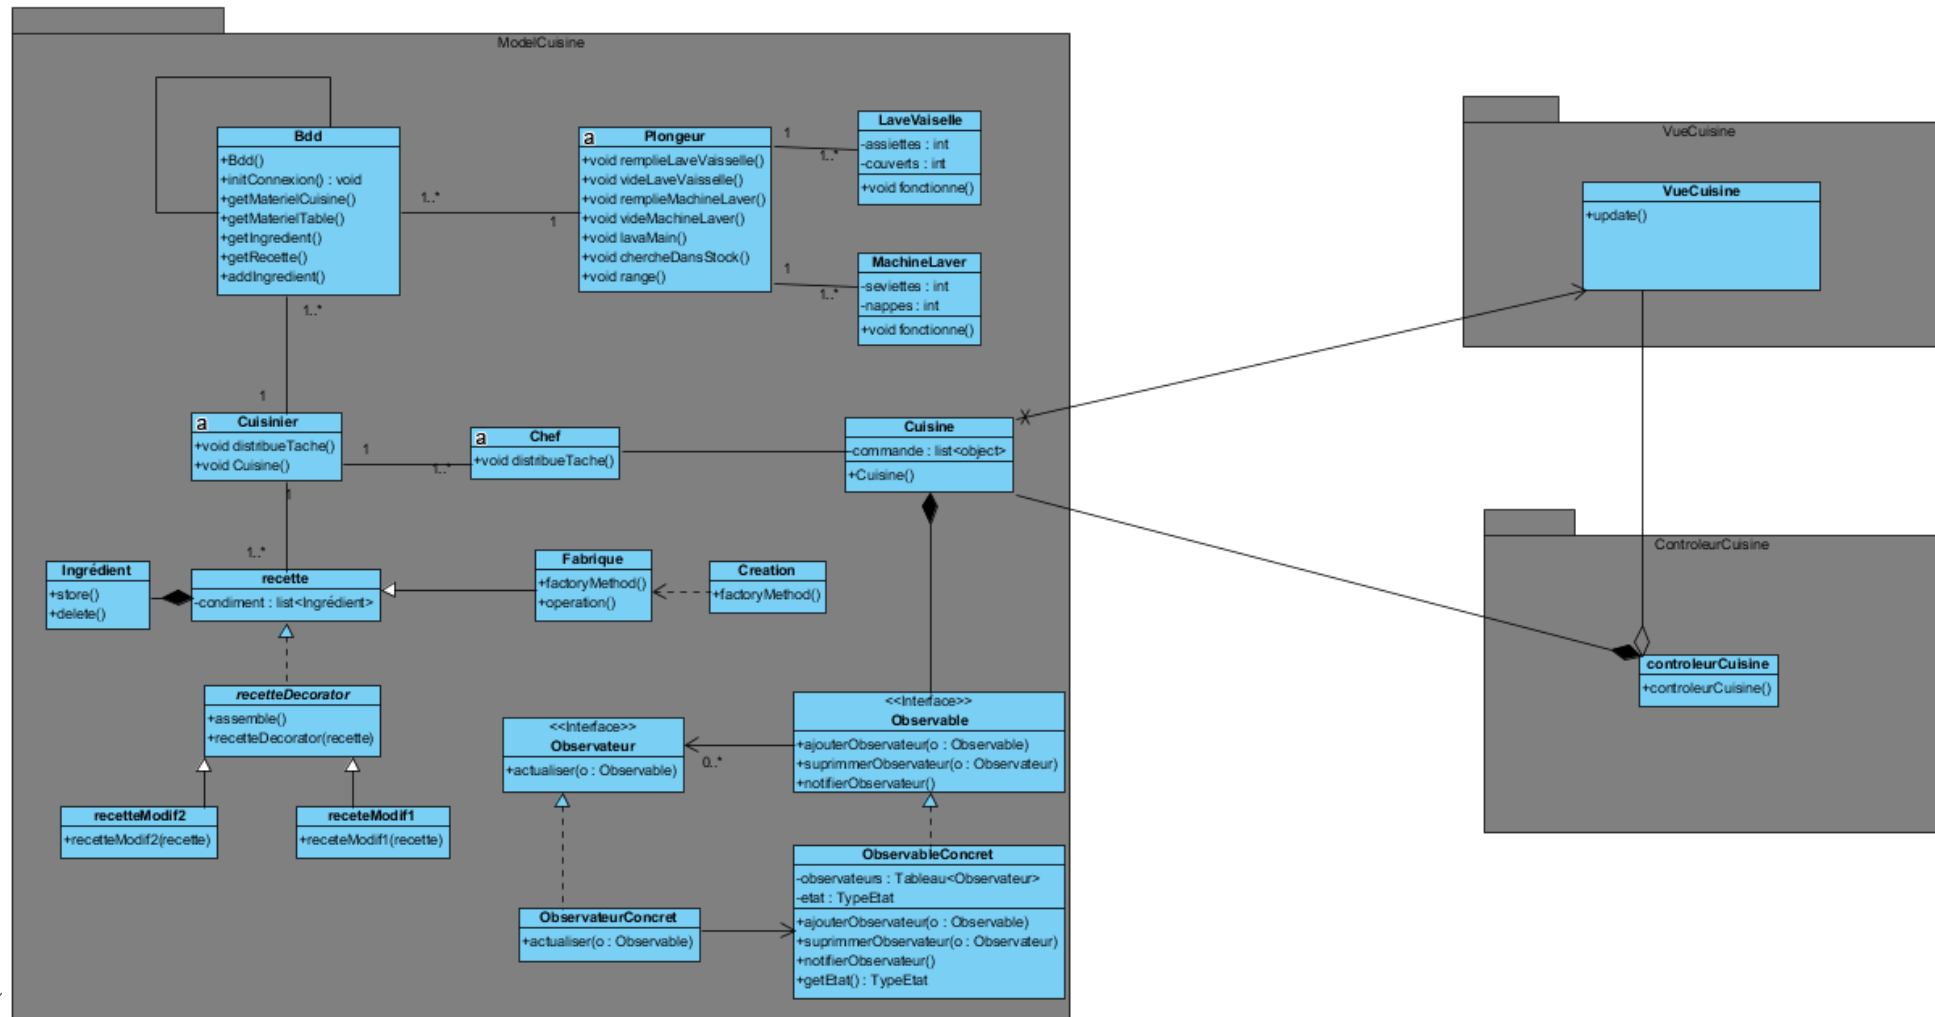 ModelCuisine
Bdd
+Bdd()
+initConnexion() : void
+getMaterielCuisine()
+getMaterielTable()
+getIngredient()
+getRecette()
+addIngredient()
1..*
1
1..*
1
a
Plongeur
+void remplieLaveVaisselle()
+void videLaveVaisselle()
+void remplieMachineLaver()
+void videMachineLaver()
+void lavaMain()
+void chercheDansStock()
+void range()
1
1..*
1
1..*
LaveVaiselle
-assiettes : int
-couverts : int
+void fonctionne()
MachineLaver
-seviettes : int
-nappes : int
+void fonctionne()
a
Cuisinier
+void distribueTache()
+void Cuisine()
1
1..*
1
1..*
a
Chef
+void distribueTache()
Cuisine
-commande : list<object>
+Cuisine()
Ingrédient
+store()
+delete()
recette
-condiment : list<Ingrédient>
Fabrique
+factoryMethod()
+operation()
Creation
+factoryMethod()
recetteDecorator
+assemble()
+recetteDecorator(recette)
recetteModif2
+recetteModif2(recette)
receteModif1
+receteModif1(recette)
<<Interface>>
Observateur
+actualiser(o : Observable)
0..*
<<Interface>>
Observable
+ajouterObservateur(o : Observable)
+suprimmerObservateur(o : Observateur)
+notifierObservateur()
ObservateurConcret
+actualiser(o : Observable)
ObservableConcret
-observateurs : Tableau<Observateur>
-etat : TypeEtat
+ajouterObservateur(o : Observable)
+suprimmerObservateur(o : Observateur)
+notifierObservateur()
+getEtat() : TypeEtat
VueCuisine
VueCuisine
+update()
ControleurCuisine
controleurCuisine
+controleurCuisine()